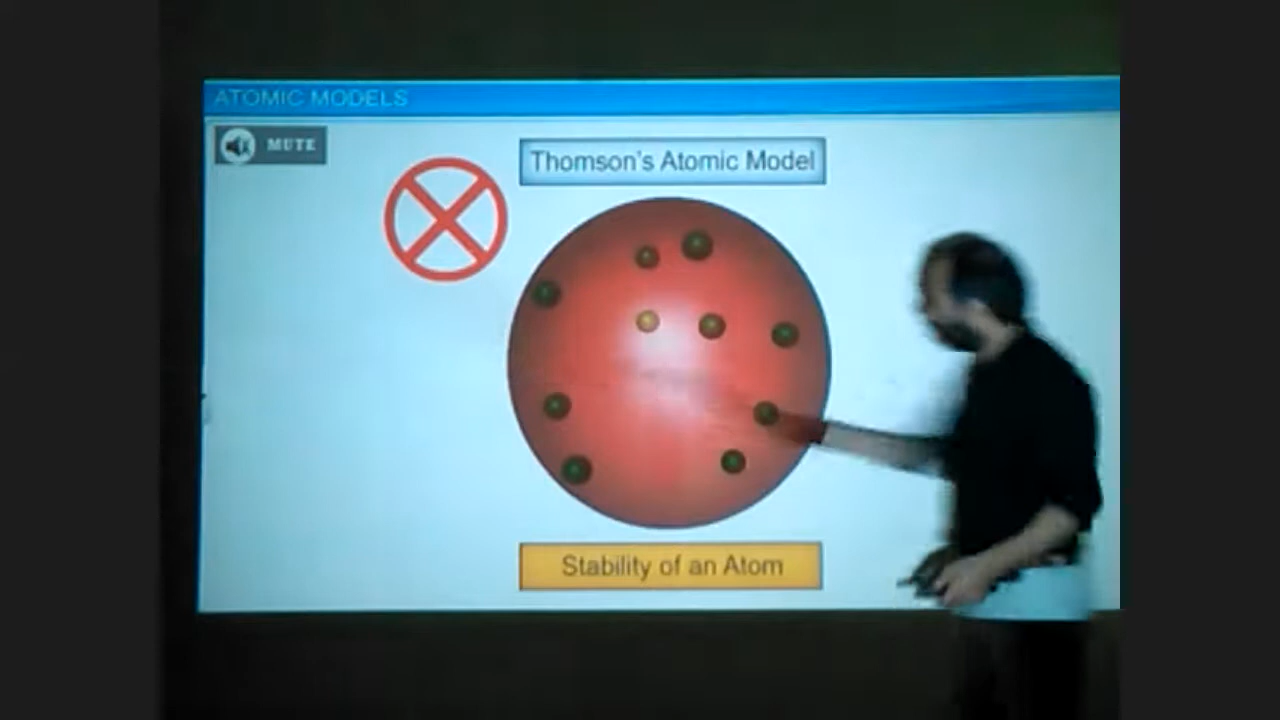 ATOMIC MODELS
MUTE
Thomson's Atomic Model
Stability of an Atom